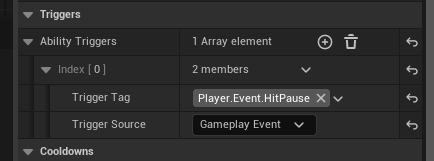 Triggers
Ability Triggers 1 Array element
Index [ 0 ] 2 members
Trigger Tag Player.Event.HitPause
Trigger Source Gameplay Event
Cooldowns